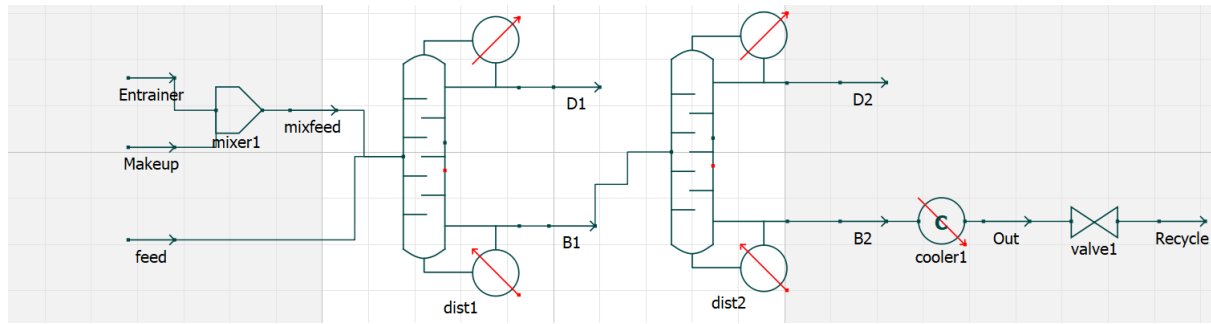 Entrainer
mixer1
mixfeed
Makeup
feed
D1
B1
dist1
D2
B2
dist2
C
cooler1
Out
valve1
Recycle